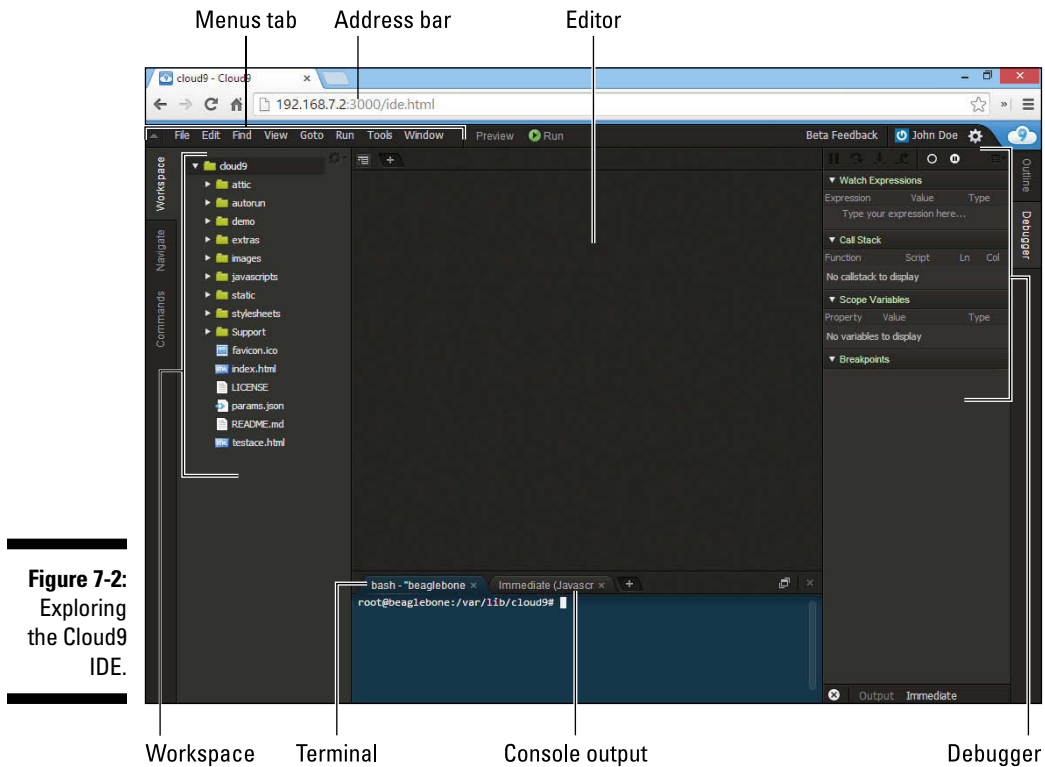 Menus tab
Address bar
Editor
cloud9 - Cloud9
192.168.7.2:3000/ide.html
File Edit Find View Goto Run Tools Window Preview Run
Beta Feedback John Doe
Workspace
Navigate
Commands
cloud9
attic
autorun
demo
extras
images
javascripts
static
stylesheets
Support
favicon.ico
index.html
LICENSE
params.json
README.md
testace.html
Watch Expressions
Expression Value Type
Type your expression here...
Call Stack
Function Script Ln Col
No callstack to display
Scope Variables
Property Value Type
No variables to display
Breakpoints
Outline
Debugger
bash - "beaglebone
Immediate (Javascr
root@beaglebone:/var/lib/cloud9#
Output Immediate
Figure 7-2:
Exploring
the Cloud9
IDE.
Workspace
Terminal
Console output
Debugger